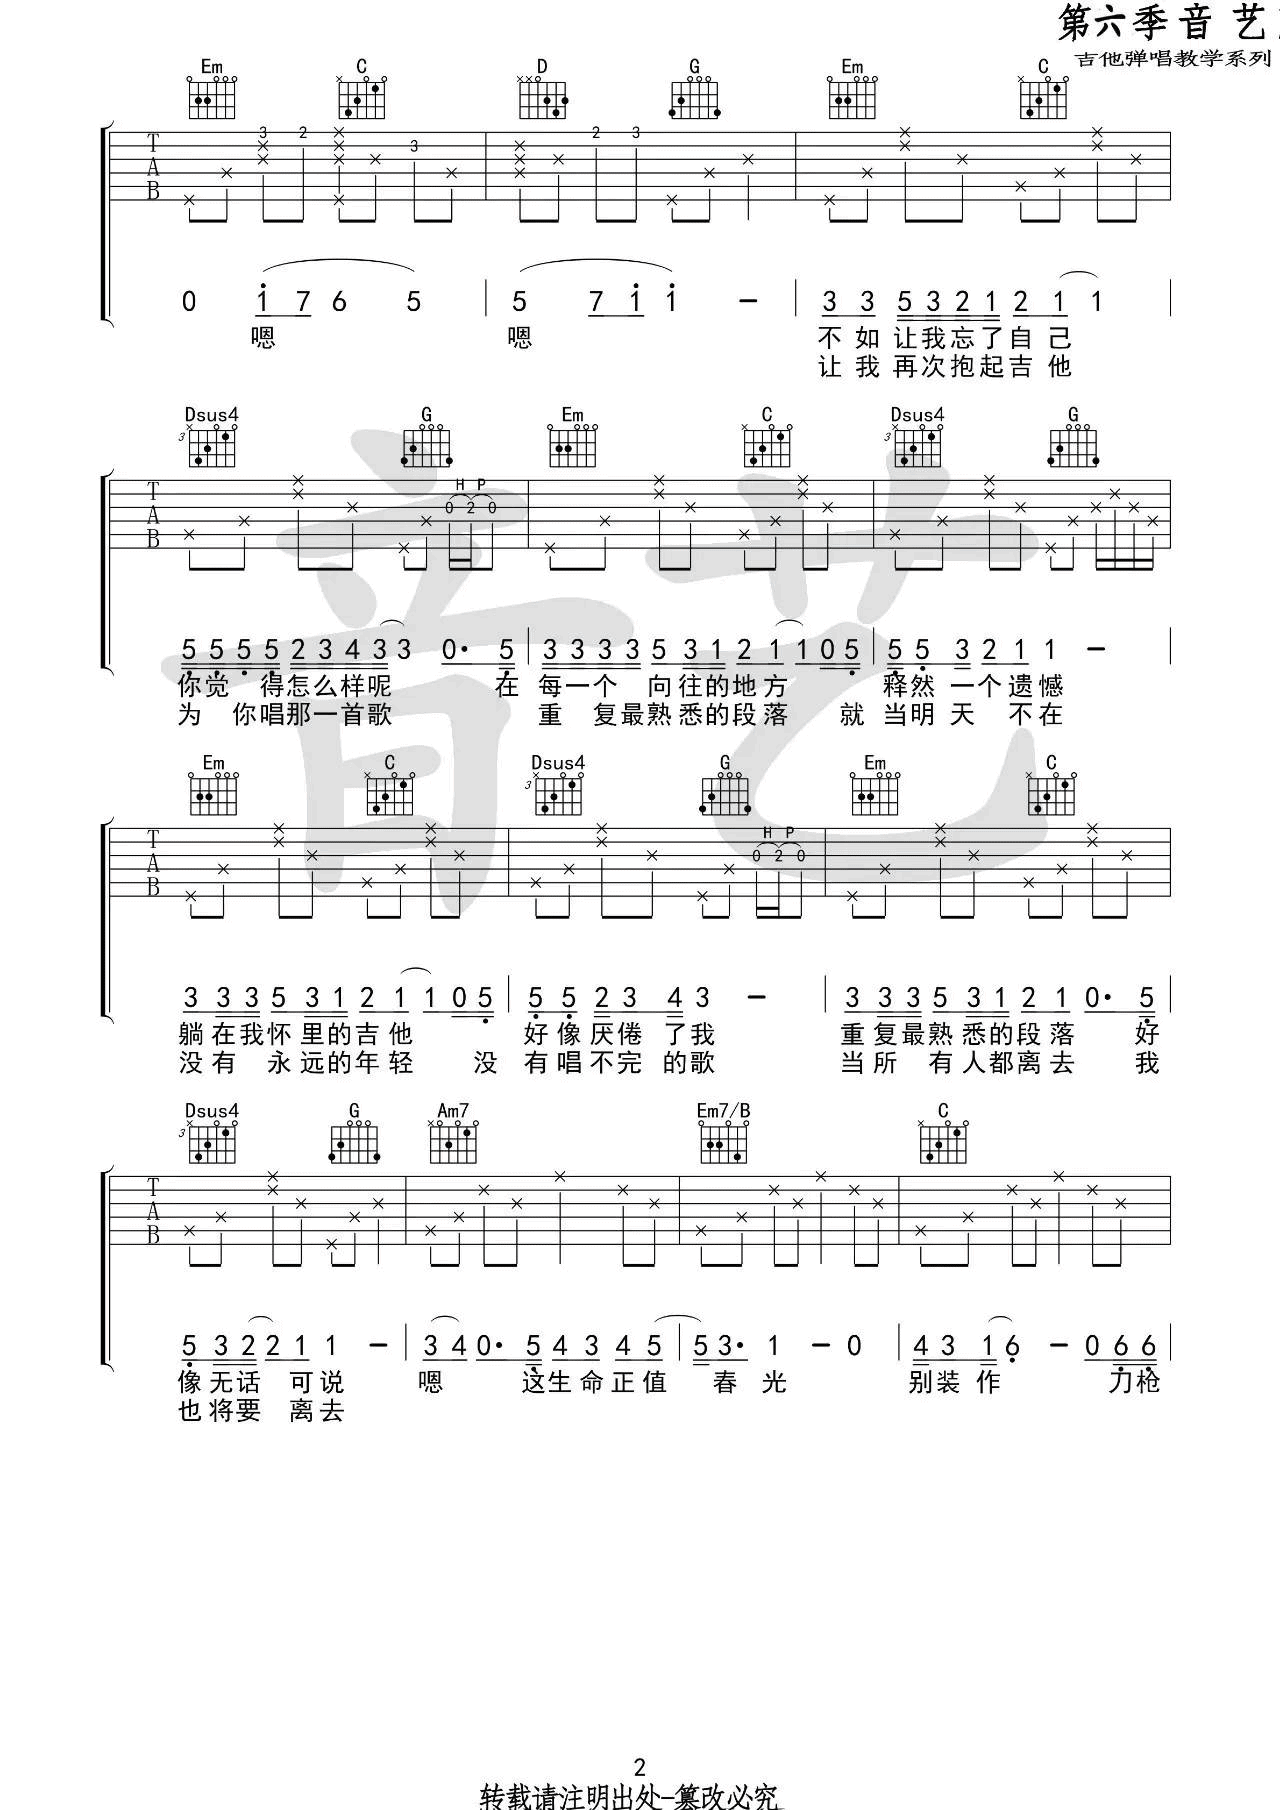 第六季音艺
吉他弹唱教学系列
Em C D G Em C
3 2 3 2 3
T
A
B
0 1 7 6 5 5 7 1 1 – 3 3 5 3 2 1 2 1 1
嗯 嗯 不如让我忘了自己
让我再次抱起吉他
Dsus4 G Em C Dsus4 G
3 3
H P
T
A
B
0 2 0
5 5 5 5 2 3 4 3 3 0· 5 3 3 3 3 5 3 1 2 1 1 0 5 5 5 3 2 1 1 –
你觉 得怎么样呢 在 每一个 向往的地方 释然 一个遗憾
为 你唱那一首歌 重 复最熟悉的段落 就 当明天 不在
Em C Dsus4 G Em C
3
H P
T
A
B
0 2 0
3 3 3 5 3 1 2 1 1 0 5 5 5 2 3 4 3 – 3 3 3 5 3 1 2 1 0· 5
躺在我怀里的吉他 好像厌倦了我 重复最熟悉的段落 好
没有 永远的年轻 没 有唱不完的歌 当所 有人都离去 我
Dsus4 G Am7 Em7/B C
3
T
A
B
5 3 2 2 1 1 – 3 4 0· 5 4 3 4 5 5 3· 1 – 0 4 3 1 6 – 0 6 6
像无话 可说 嗯 这生命正值 春光 别装作 刀枪
也将要 离去
音艺
2
转载请注明出处-篡改必究